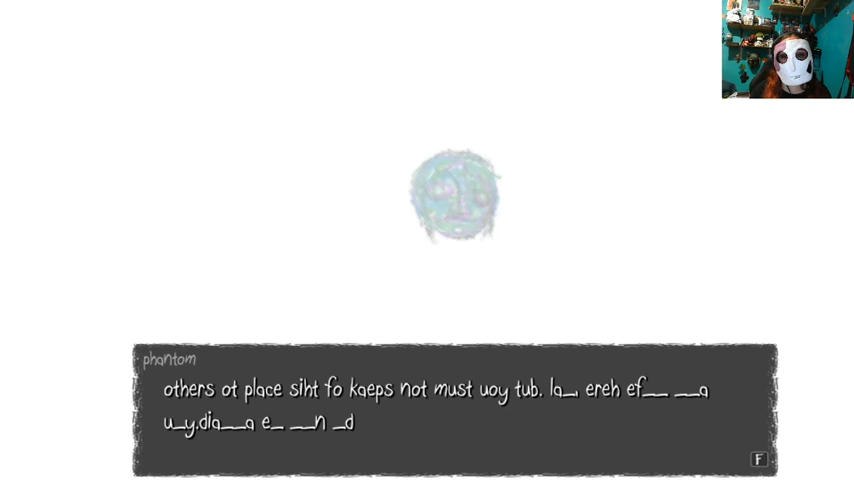 phantom
others ot place siht fo kaeps not must uoy tub. la__, ereh ef__ __a
u_y.dia__a e_ __n _d
F